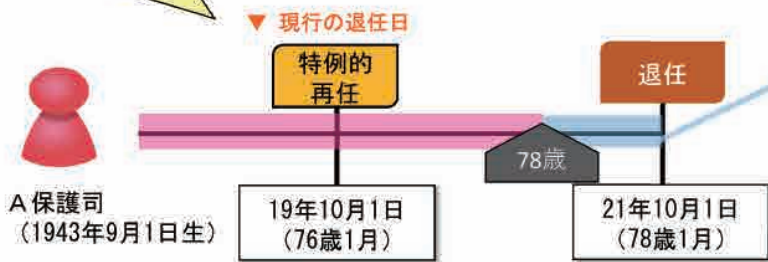 ▼ 現行の退任日
特例的
再任
退任
78歳
A保護司
（1943年9月1日生）
19年10月1日
（76歳1月）
21年10月1日
（78歳1月）